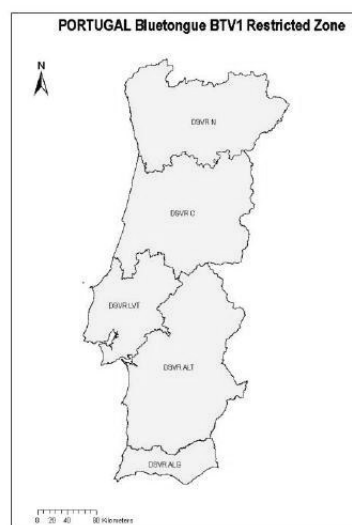 PORTUGAL Bluetongue BTV1 Restricted Zone
N
DSVR N
DSVR C
DSVR LVT
DSVR ALT
DSVR ALG
0 20 40 80 Kilometers